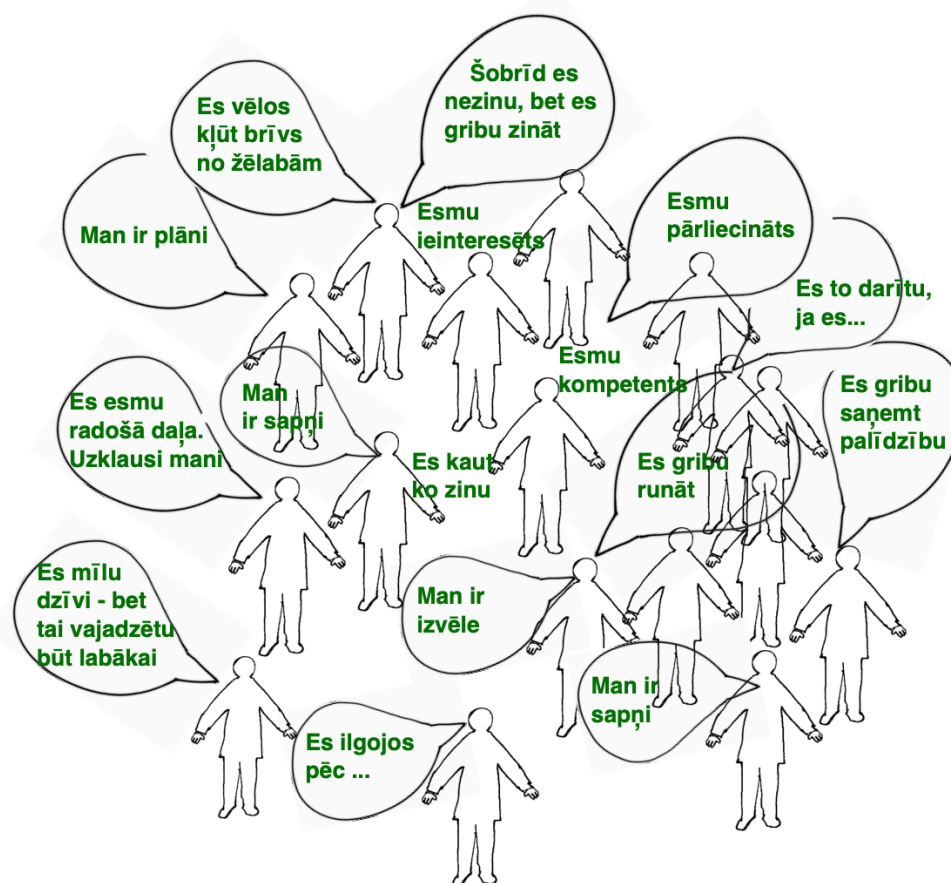 Šobrīd es
nezinu, bet es
gribu zināt
Es vēlos
kļūt brīvs
no žēlabām
Man ir plāni
Esmu
ieinteresēts
Esmu
pārliecināts
Es to darītu,
ja es...
Esmu
kompetents
Es gribu
saņemt
palīdzību
Man
ir sapņi
Es esmu
radošā daļa.
Uzklausi mani
Es kaut
ko zinu
Es gribu
runāt
Es mīlu
dzīvi - bet
tai vajadzētu
būt labākai
Man ir
izvēle
Man ir
sapņi
Es ilgojos
pēc ...